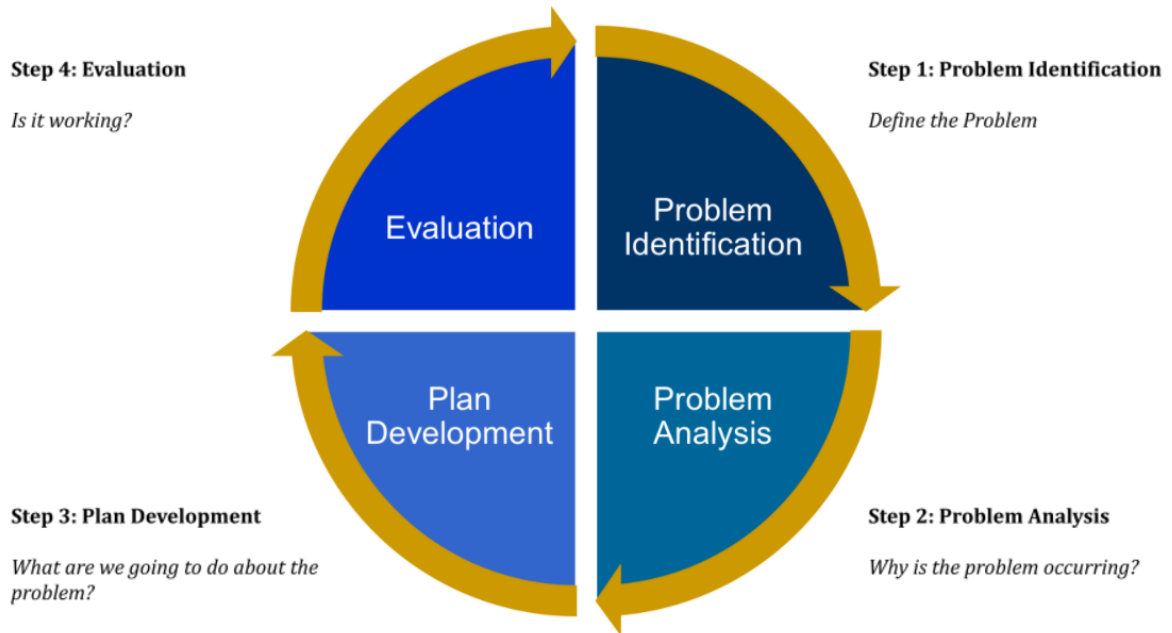 Step 4: Evaluation
Is it working?
Step 1: Problem Identification
Define the Problem
Evaluation
Problem
Identification
Plan
Development
Problem
Analysis
Step 3: Plan Development
What are we going to do about the
problem?
Step 2: Problem Analysis
Why is the problem occurring?